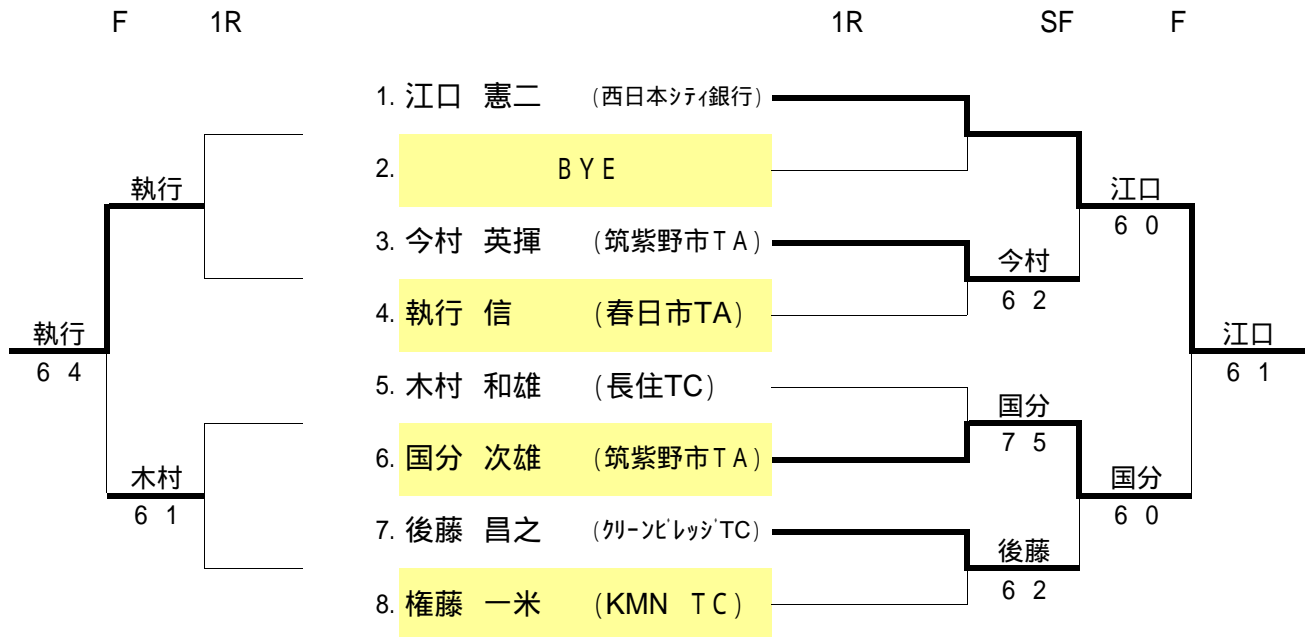 F 1R 1R SF F
1. 江口 憲二 (西日本シティ銀行)
2. BYE
執行 江口
6 0
3. 今村 英揮 (筑紫野市TA)
今村
6 2
4. 執行 信 (春日市TA)
執行 江口
6 4 6 1
5. 木村 和雄 (長住TC)
国分
7 5
6. 国分 次雄 (筑紫野市TA)
木村 国分
6 1 6 0
7. 後藤 昌之 (グリーンビレッジTC)
後藤
6 2
8. 権藤 一米 (KMN TC)